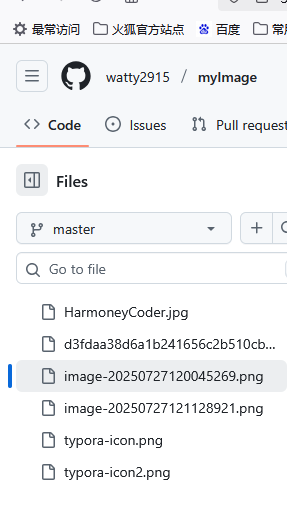 最常访问 火狐官方站点 百度
watty2915 / myImage
Code Issues Pull request
Files
master
Go to file
HarmoneyCoder.jpg
d3fdaa38d6a1b241656c2b510cb...
image-20250727120045269.png
image-20250727121128921.png
typora-icon.png
typora-icon2.png